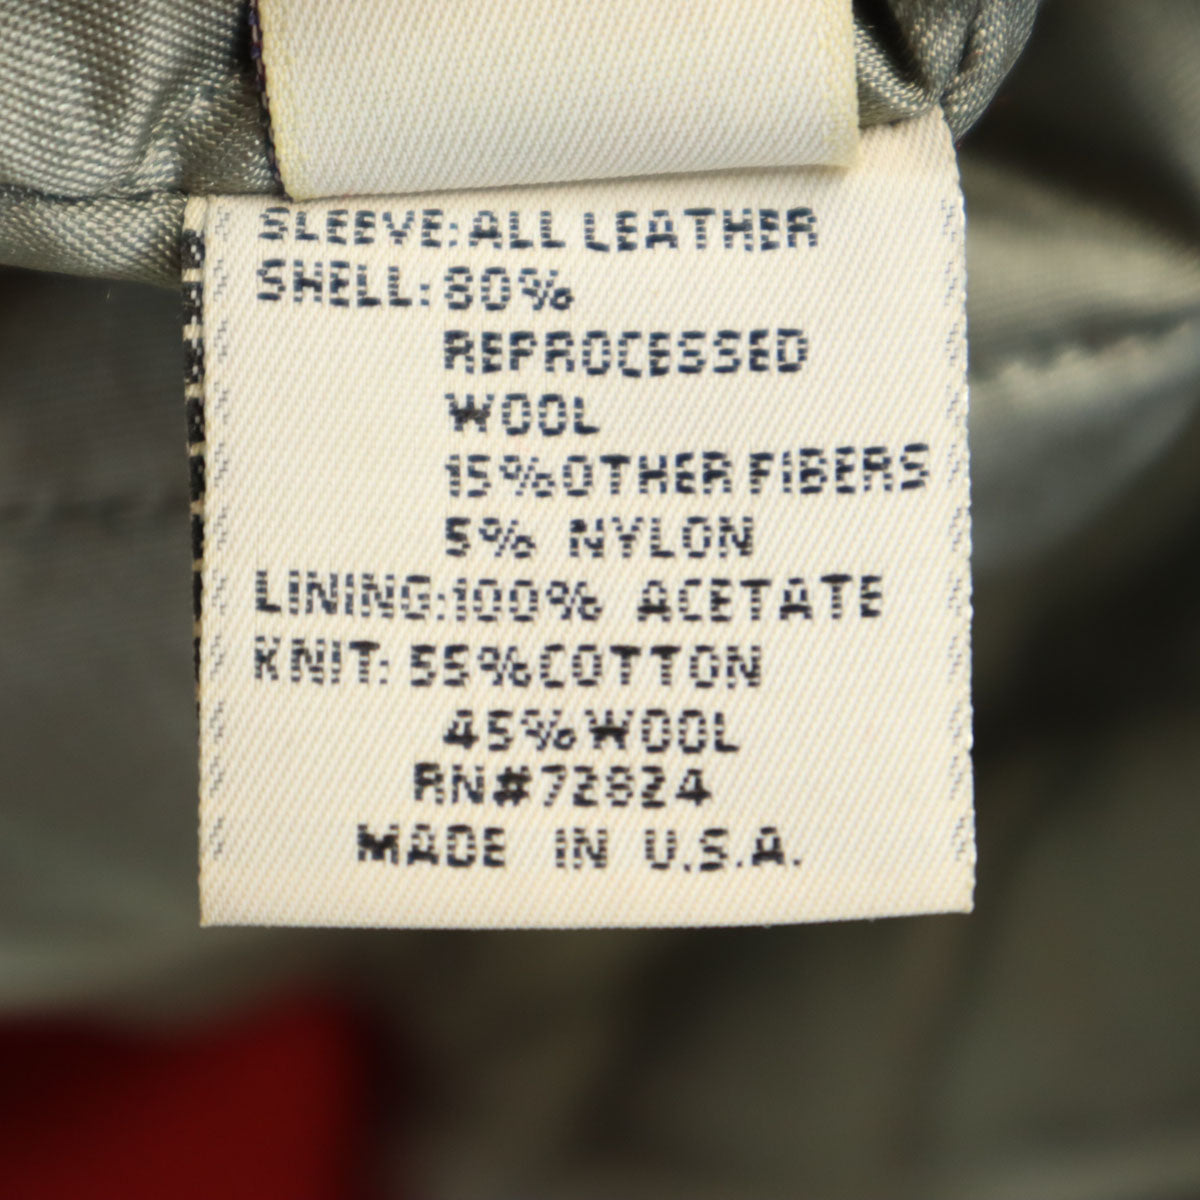 SLEEVE: ALL LEATHER
SHELL: 80%
REPROCESSED
WOOL
15% OTHER FIBERS
5% NYLON
LINING: 100% ACETATE
KNIT: 55% COTTON
45% WOOL
RN#72824
MADE IN U.S.A.